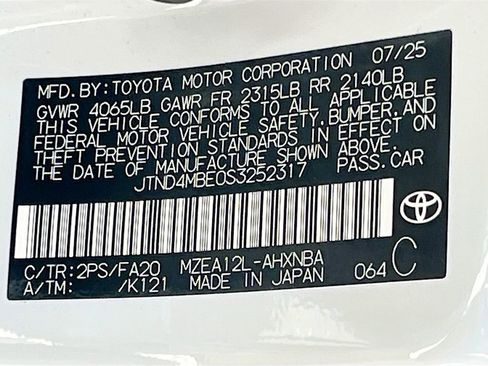 MFD.BY:TOYOTA MOTOR CORPORATION 07/25
GVWR 4065LB GAWR FR 2315LB RR 2140LB
THIS VEHICLE CONFORMS TO ALL APPLICABLE
FEDERAL MOTOR VEHICLE SAFETY,BUMPER,AND
THEFT PREVENTION STANDARDS IN EFFECT ON
THE DATE OF MANUFACTURE SHOWN ABOVE.
JTND4MBE0S3252317 PASS.CAR
C/TR:2PS/FA20 MZEA12L-AHXNBA
A/TM: /K121 MADE IN JAPAN 064 C